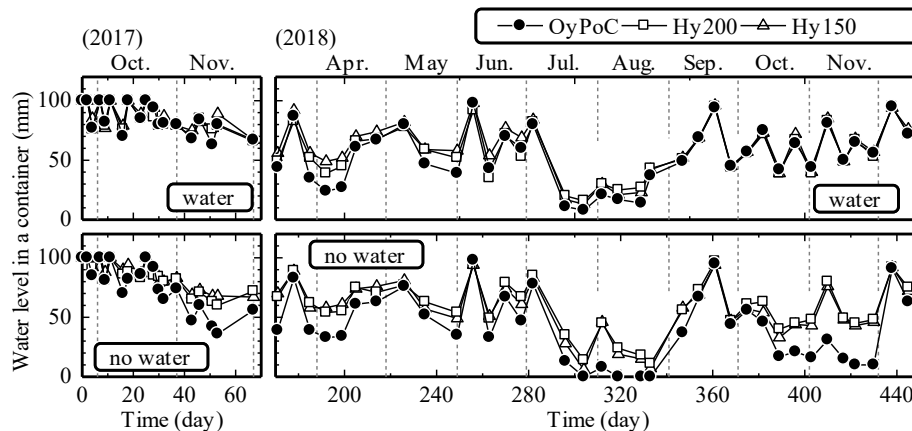 (2017)
(2018)
OyPoC Hy200 Hy150
Oct. Nov. Apr. May Jun. Jul. Aug. Sep. Oct. Nov.
Water level in a container (mm)
100
50
0
water
water
100
50
0
no water
no water
0 20 40 60 200 240 280 320 360 400 440
Time (day) Time (day)